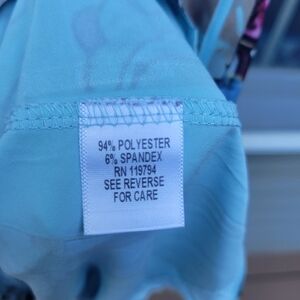 94% POLYESTER
6% SPANDEX
RN 119794
SEE REVERSE
FOR CARE